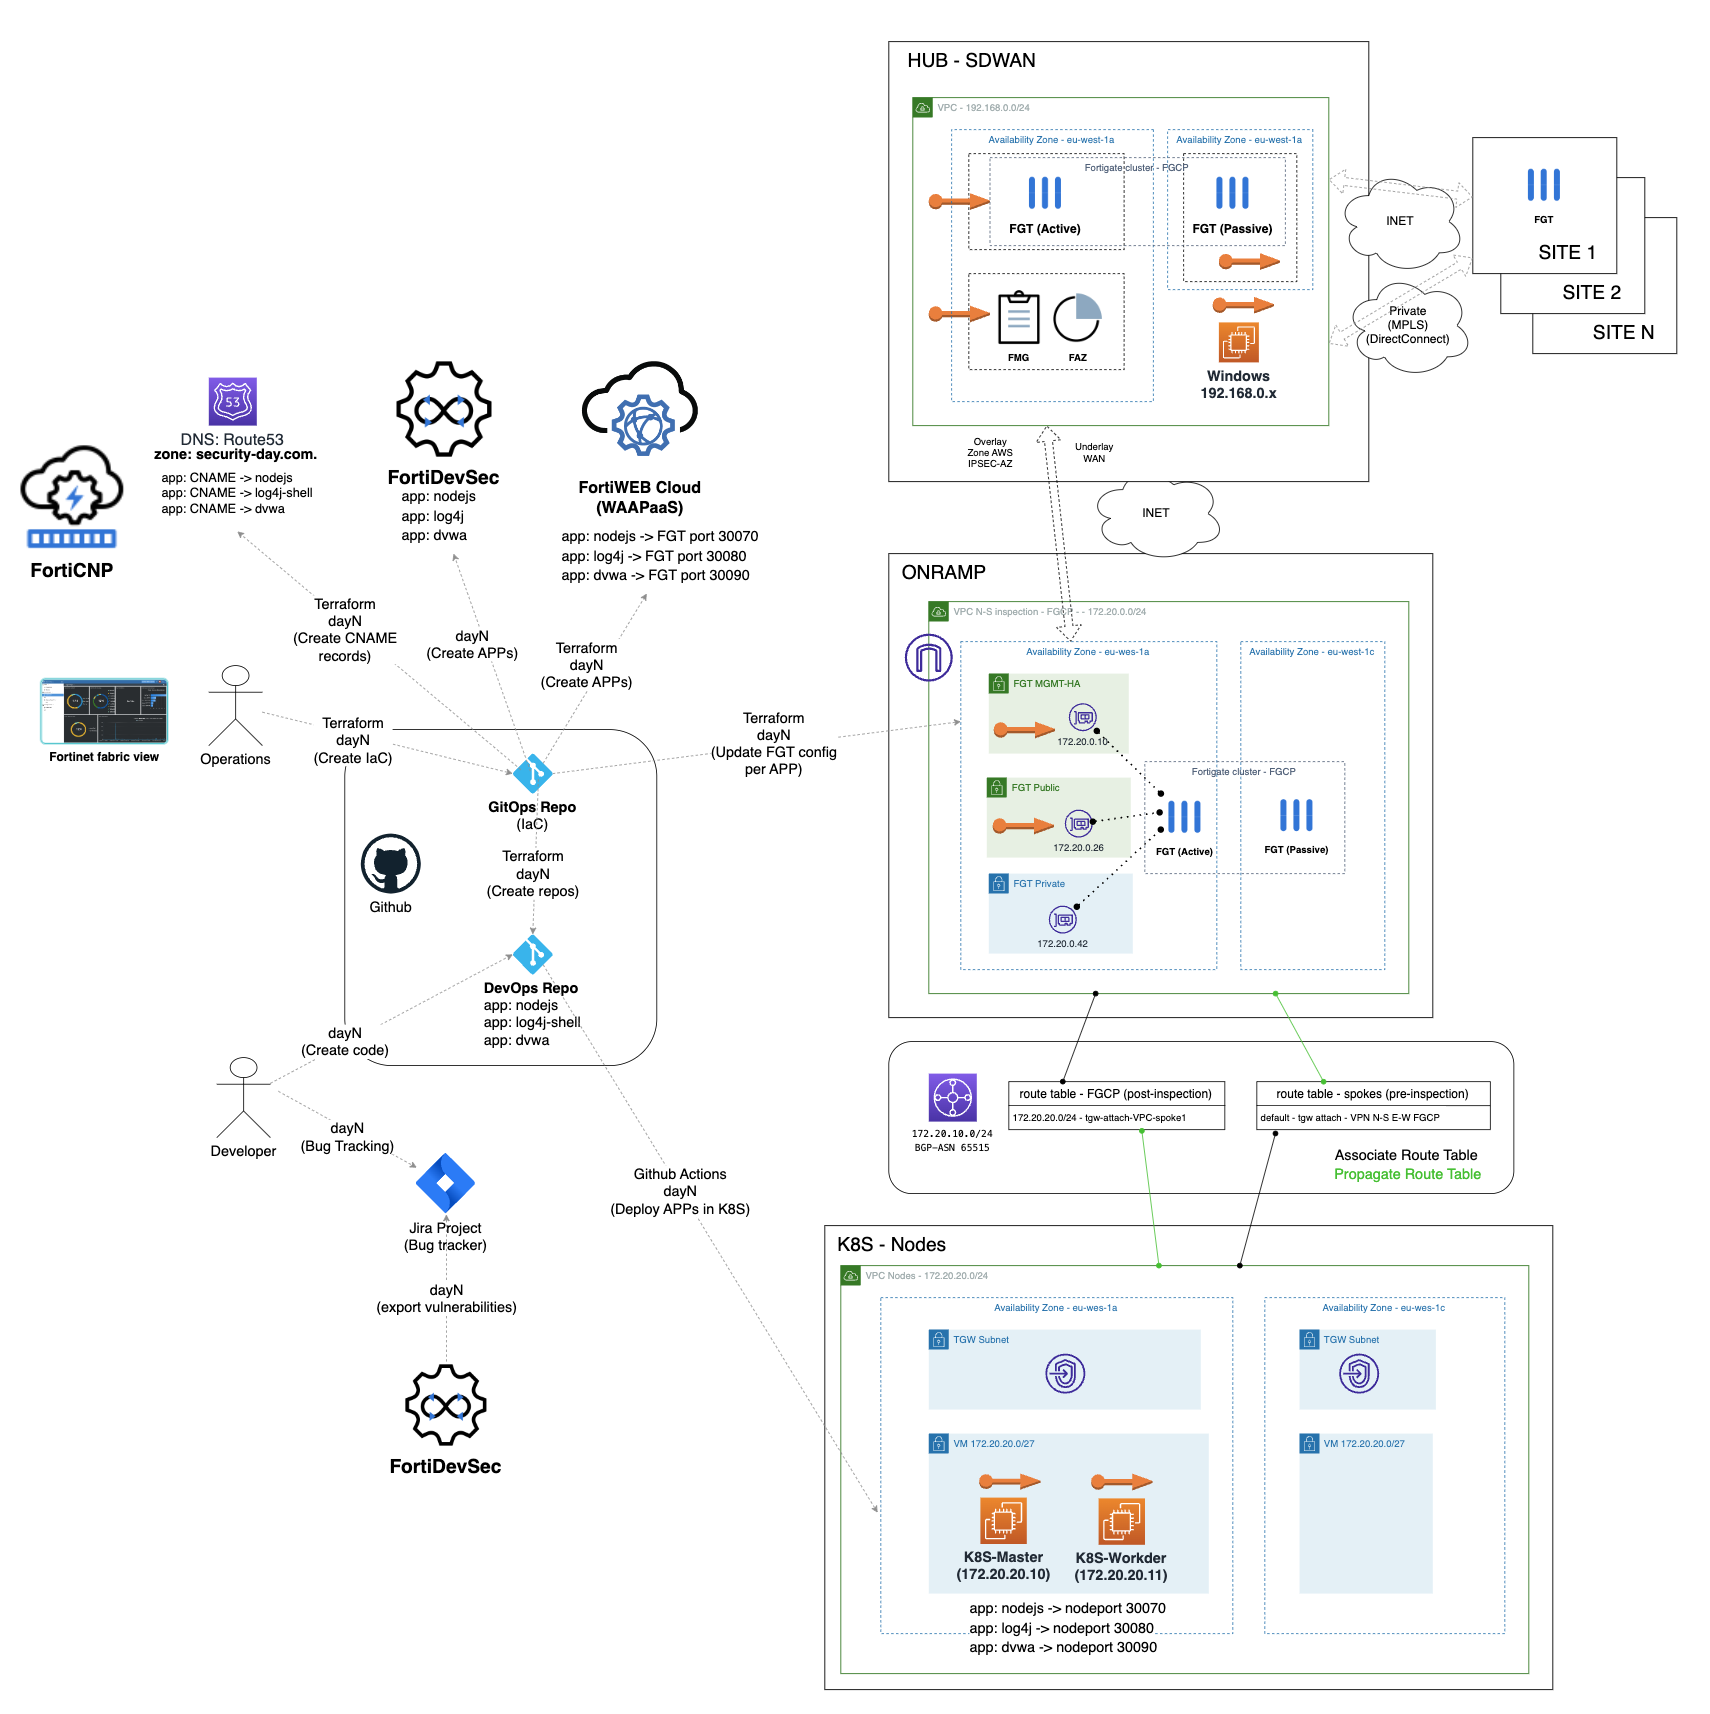 HUB - SDWAN
VPC - 192.168.0.0/24
Availability Zone - eu-west-1a
Availability Zone - eu-west-1a
Fortigate cluster - FGCP
FGT (Active)
FGT (Passive)
FMG
FAZ
Windows
192.168.0.x
INET
Private
(MPLS)
(DirectConnect)
FGT
SITE 1
SITE 2
SITE N
Overlay
Zone AWS
IPSEC-AZ
Underlay
WAN
INET
DNS: Route53
zone: security-day.com.
app: CNAME -> nodejs
app: CNAME -> log4j-shell
app: CNAME -> dvwa
FortiCNP
FortiDevSec
app: nodejs
app: log4j
app: dvwa
FortiWEB Cloud
(WAAPaaS)
app: nodejs -> FGT port 30070
app: log4j -> FGT port 30080
app: dvwa -> FGT port 30090
Terraform
dayN
(Create CNAME
records)
dayN
(Create APPs)
Terraform
dayN
(Create APPs)
Fortinet fabric view
Operations
Terraform
dayN
(Create IaC)
Terraform
dayN
(Update FGT config
per APP)
GitOps Repo
(IaC)
Terraform
dayN
(Create repos)
Github
DevOps Repo
app: nodejs
app: log4j-shell
app: dvwa
dayN
(Create code)
Developer
dayN
(Bug Tracking)
Jira Project
(Bug tracker)
dayN
(export vulnerabilities)
FortiDevSec
Github Actions
dayN
(Deploy APPs in K8S)
ONRAMP
VPC N-S inspection - FGCP - - 172.20.0.0/24
Availability Zone - eu-wes-1a
Availability Zone - eu-west-1c
FGT MGMT-HA
172.20.0.10
FGT Public
172.20.0.26
FGT Private
172.20.0.42
Fortigate cluster - FGCP
FGT (Active)
FGT (Passive)
172.20.10.0/24
BGP-ASN 65515
route table - FGCP (post-inspection)
172.20.20.0/24 - tgw-attach-VPC-spoke1
route table - spokes (pre-inspection)
default - tgw attach - VPN N-S E-W FGCP
Associate Route Table
Propagate Route Table
K8S - Nodes
VPC Nodes - 172.20.20.0/24
Availability Zone - eu-wes-1a
Availability Zone - eu-wes-1c
TGW Subnet
TGW Subnet
VM 172.20.20.0/27
VM 172.20.20.0/27
K8S-Master
(172.20.20.10)
K8S-Workder
(172.20.20.11)
app: nodejs -> nodeport 30070
app: log4j -> nodeport 30080
app: dvwa -> nodeport 30090